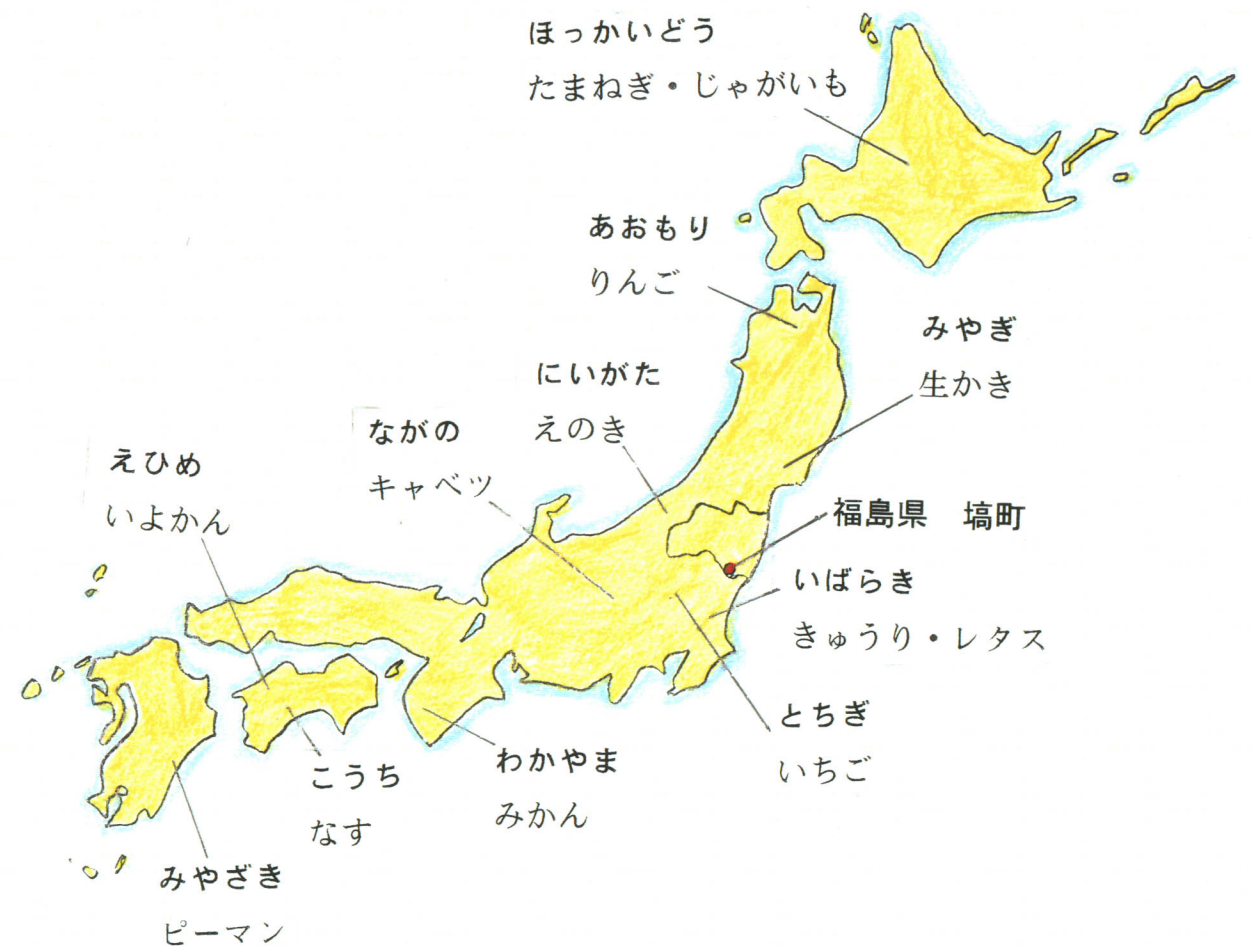 ほっかいどう
たまねぎ・じゃがいも
あおもり
りんご
みやぎ
生かき
にいがた
えのき
ながの
キャベツ
えひめ
いよかん
福島県　塙町
いばらき
きゅうり・レタス
とちぎ
いちご
わかやま
みかん
こうち
なす
みやざき
ピーマン